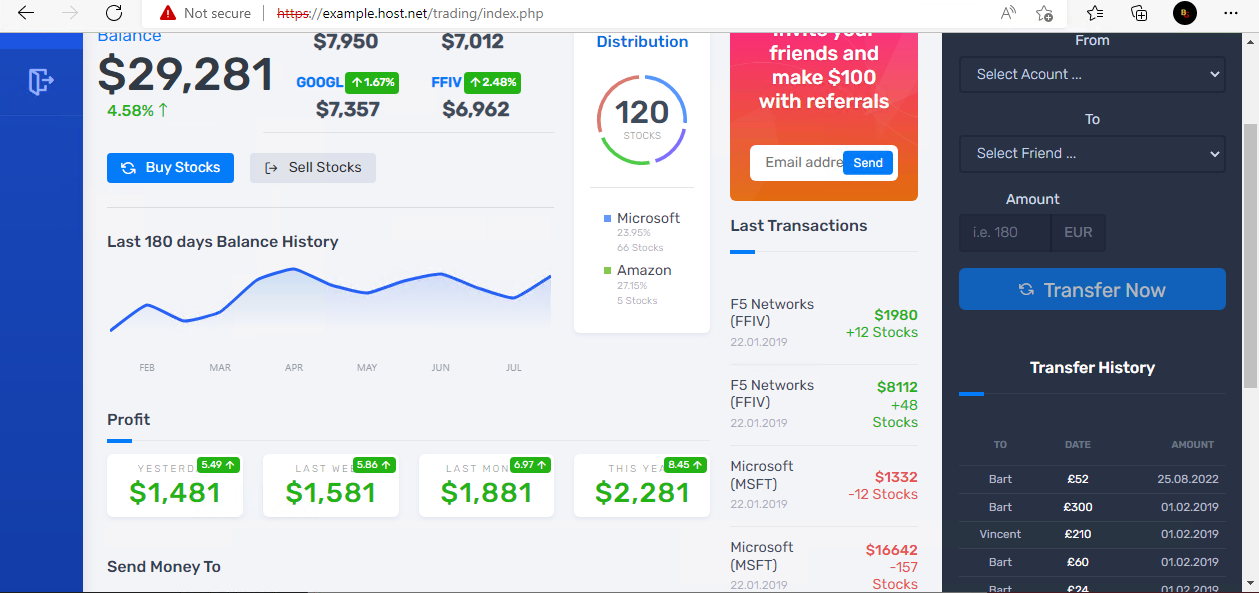 Not secure
https://example.host.net/trading/index.php
Balance
$29,281
4.58% ↑
$7,950
$7,012
GOOGL ↑1.67%
FFIV ↑2.48%
$7,357
$6,962
Buy Stocks
Sell Stocks
Last 180 days Balance History
FEB MAR APR MAY JUN JUL
Profit
YESTERD 5.49 ↑
$1,481
LAST WEE 5.86 ↑
$1,581
LAST MON 6.97 ↑
$1,881
THIS YEA 8.45 ↑
$2,281
Send Money To
Distribution
120
STOCKS
Microsoft
23.95%
66 Stocks
Amazon
27.15%
5 Stocks
Invite your
friends and
make $100
with referrals
Email addre
Send
Last Transactions
F5 Networks
(FFIV)
22.01.2019
$1980
+12 Stocks
F5 Networks
(FFIV)
22.01.2019
$8112
+48
Stocks
Microsoft
(MSFT)
22.01.2019
$1332
-12 Stocks
Microsoft
(MSFT)
22.01.2019
$16642
-157
Stocks
From
Select Acount ...
To
Select Friend ...
Amount
i.e. 180
EUR
Transfer Now
Transfer History
TO DATE AMOUNT
Bart £52 25.08.2022
Bart £300 01.02.2019
Vincent £210 01.02.2019
Bart £60 01.02.2019
Bart £24 01.02.2019